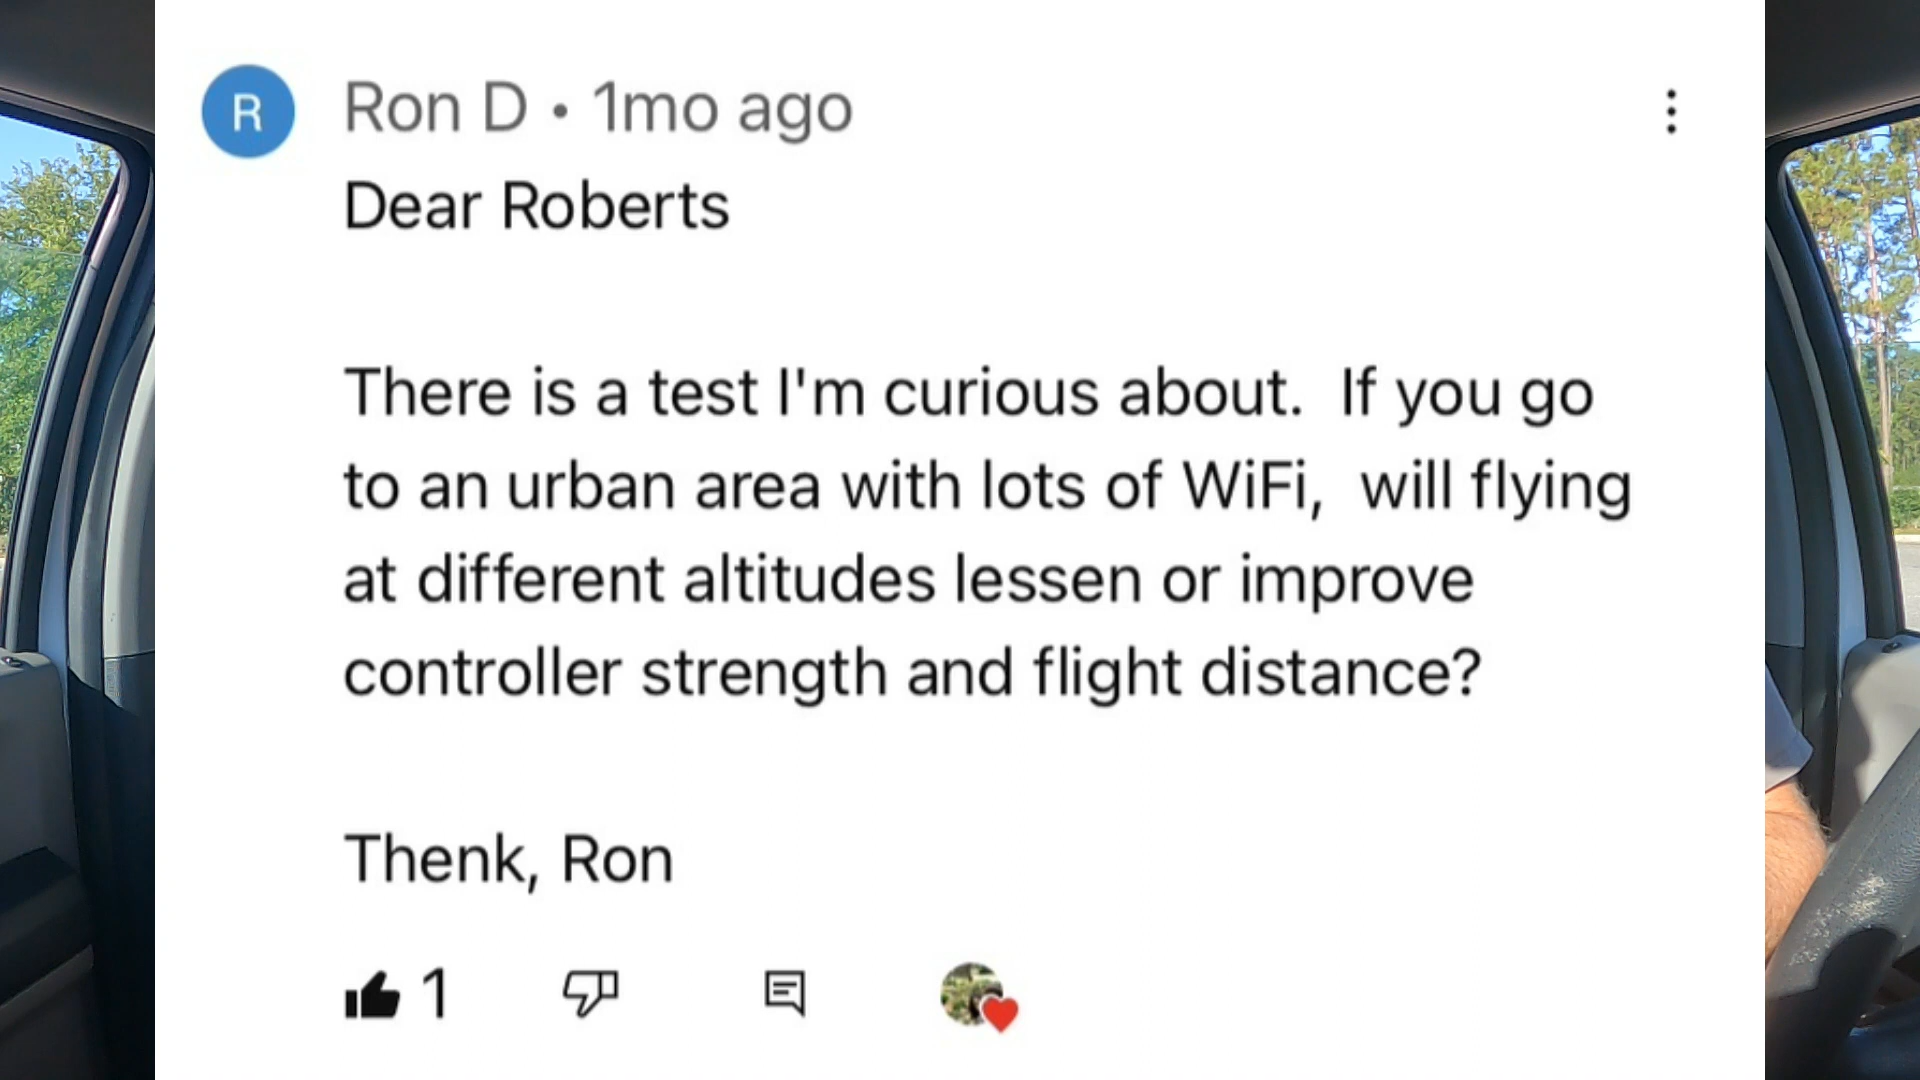 R
Ron D • 1mo ago
Dear Roberts
There is a test I'm curious about. If you go
to an urban area with lots of WiFi, will flying
at different altitudes lessen or improve
controller strength and flight distance?
Thenk, Ron
1